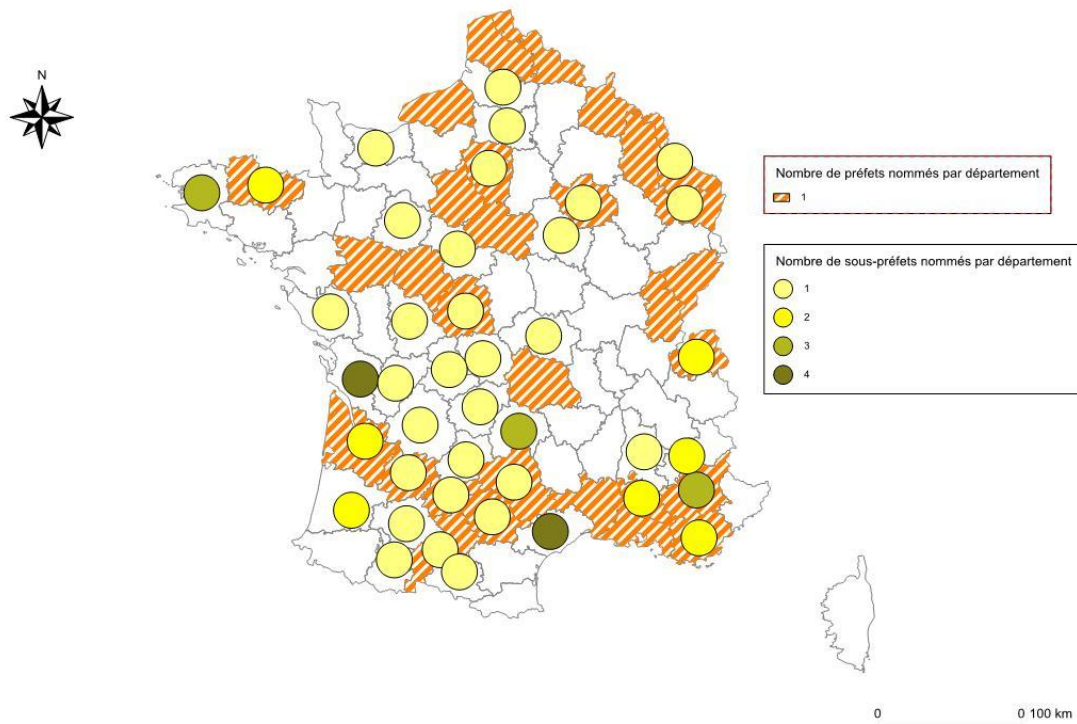 N
Nombre de préfets nommés par département
1
Nombre de sous-préfets nommés par département
1
2
3
4
0 0 100 km